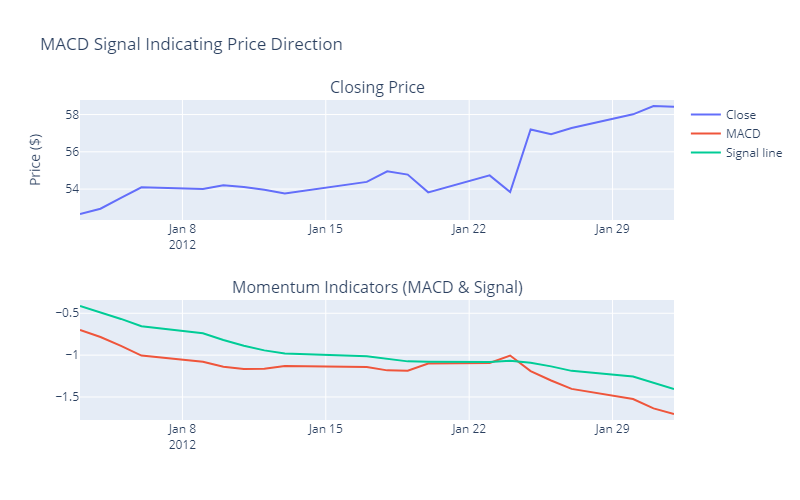 MACD Signal Indicating Price Direction
Closing Price
Price ($)
58
56
54
Jan 8
2012
Jan 15
Jan 22
Jan 29
Close
MACD
Signal line
Momentum Indicators (MACD & Signal)
−0.5
−1
−1.5
Jan 8
2012
Jan 15
Jan 22
Jan 29